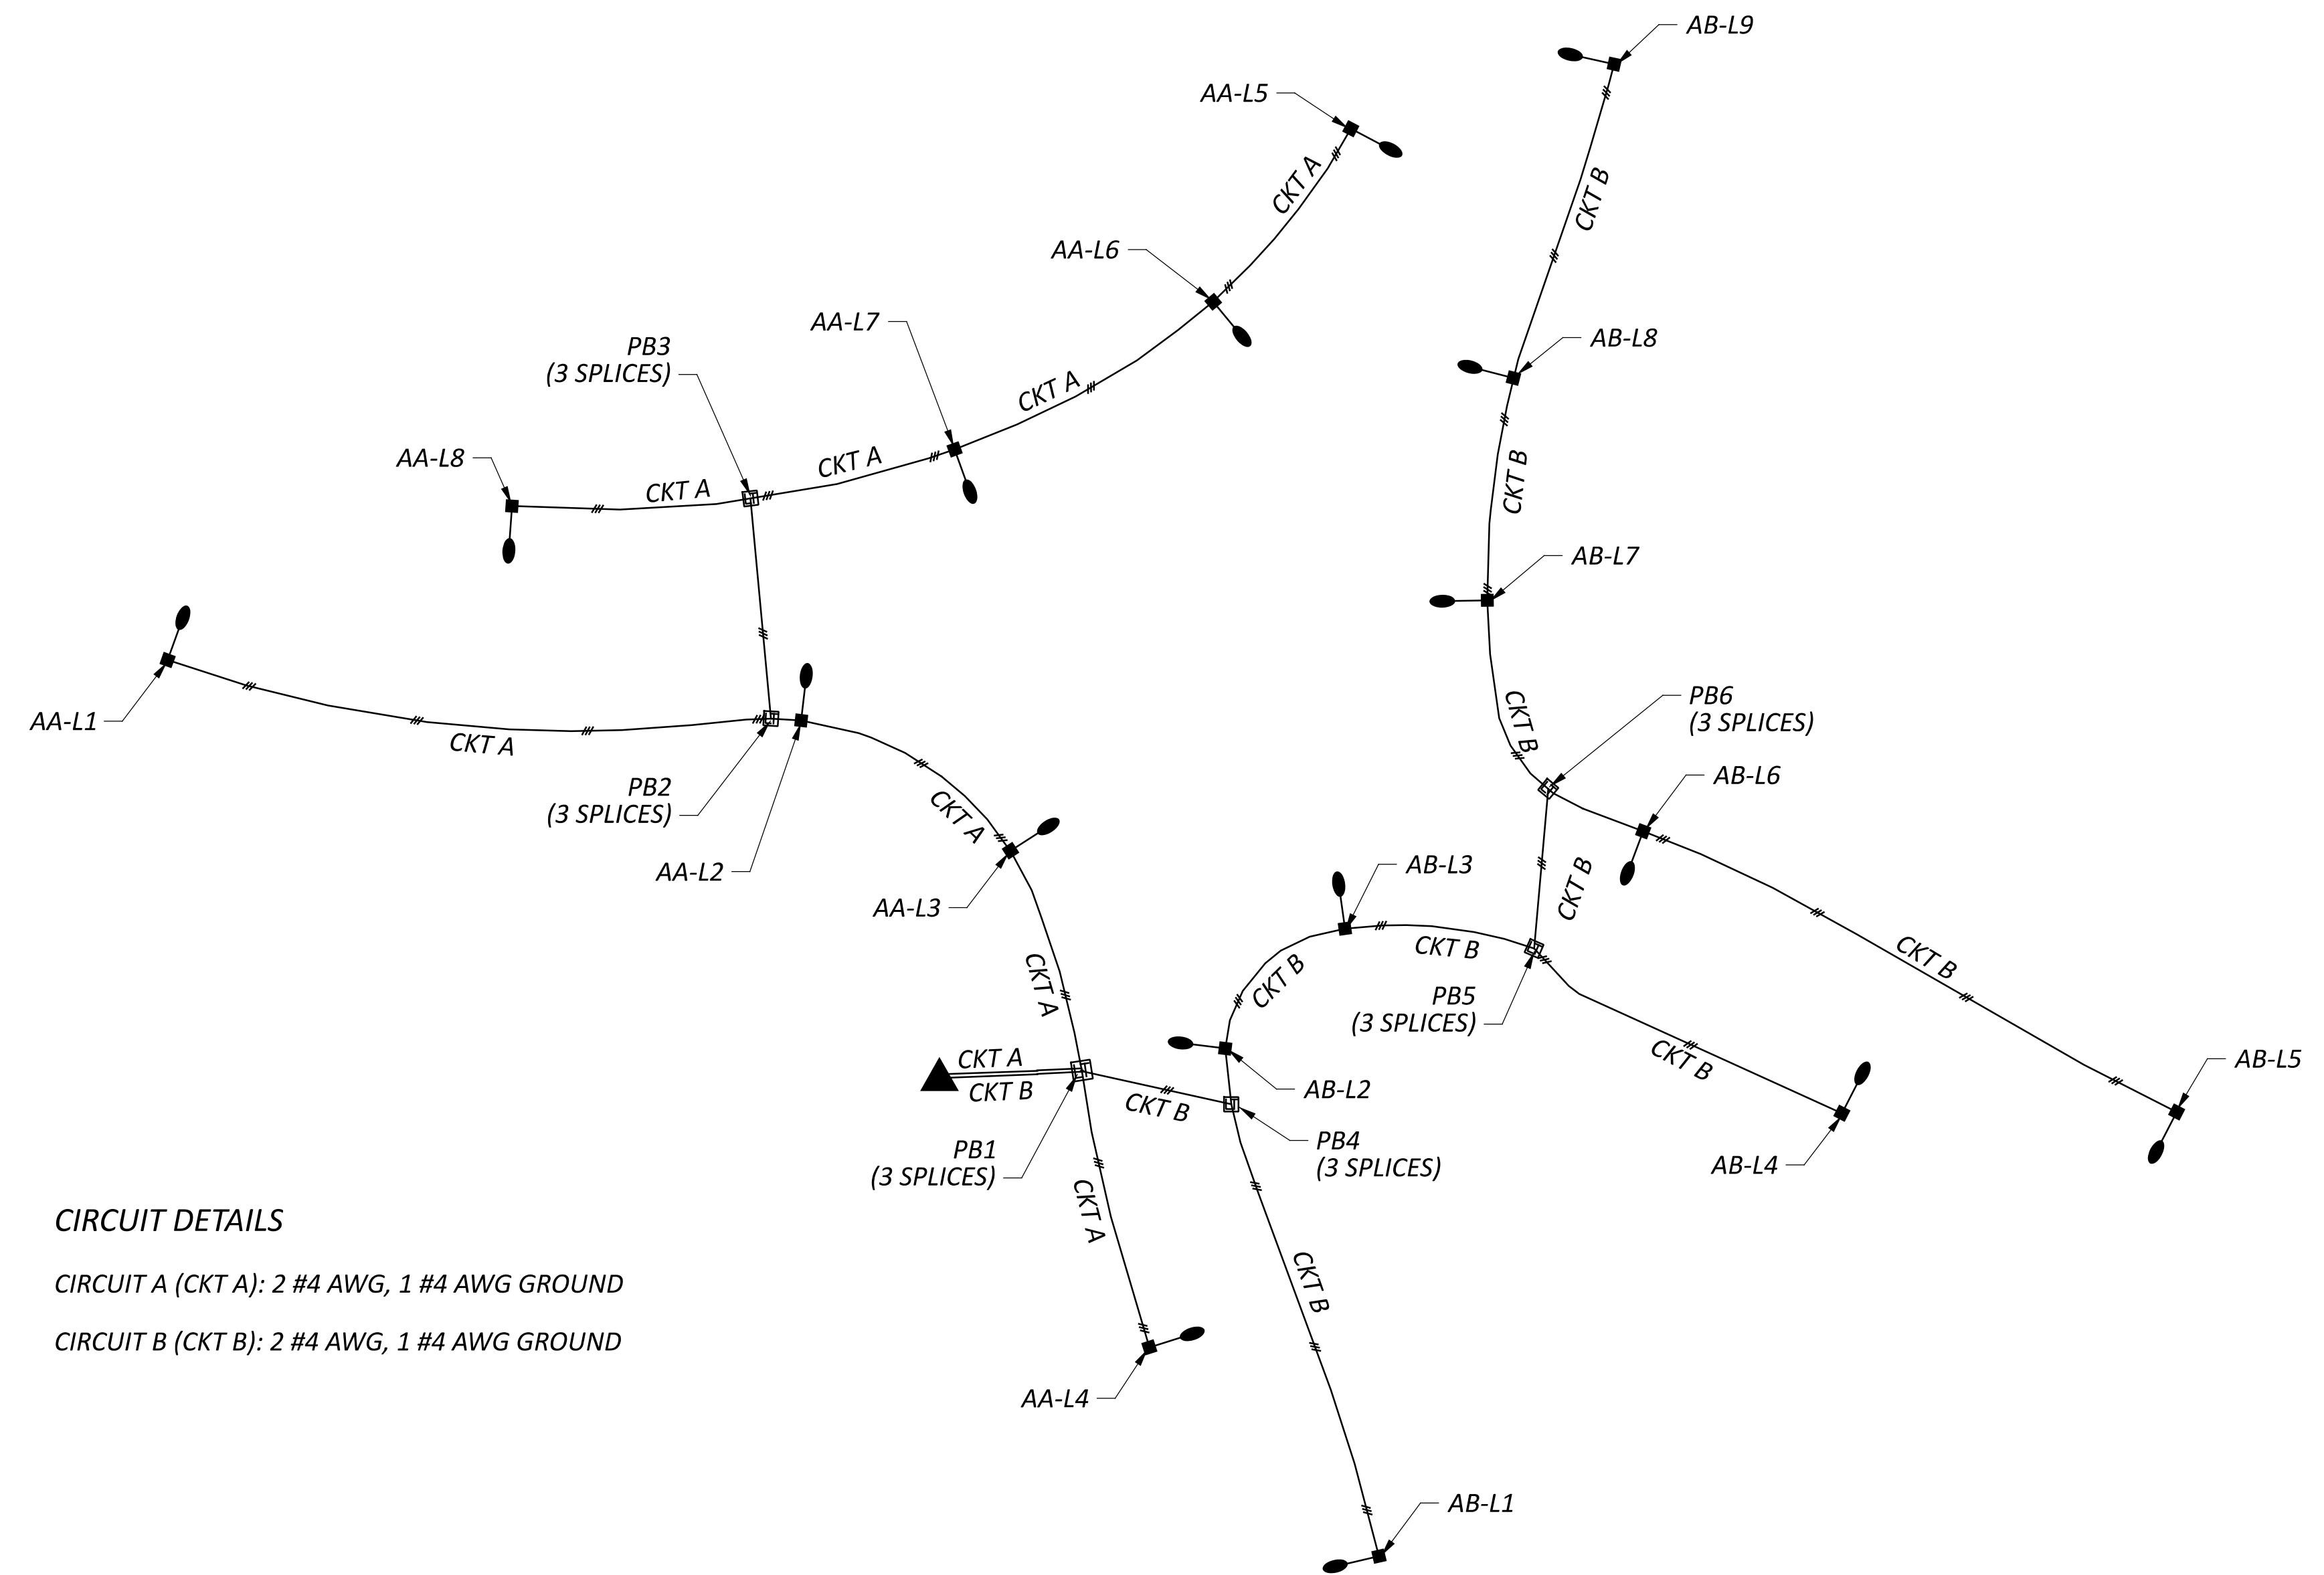 AB-L9
AA-L5
CKT A
CKT B
AA-L6
AA-L7
AB-L8
PB3
(3 SPLICES)
CKT A
AA-L8
CKT A
CKT A
CKT B
AB-L7
AA-L1
CKT A
PB2
(3 SPLICES)
AA-L2
CKT A
AA-L3
CKT B
PB6
(3 SPLICES)
AB-L6
AB-L3
CKT B
CKT B
CKT B
CKT B
PB5
(3 SPLICES)
CKT A
CKT A
CKT B
CKT B
AB-L2
CKT B
AB-L5
PB1
(3 SPLICES)
PB4
(3 SPLICES)
AB-L4
CKT A
CKT B
AA-L4
AB-L1
CIRCUIT DETAILS
CIRCUIT A (CKT A): 2 #4 AWG, 1 #4 AWG GROUND
CIRCUIT B (CKT B): 2 #4 AWG, 1 #4 AWG GROUND